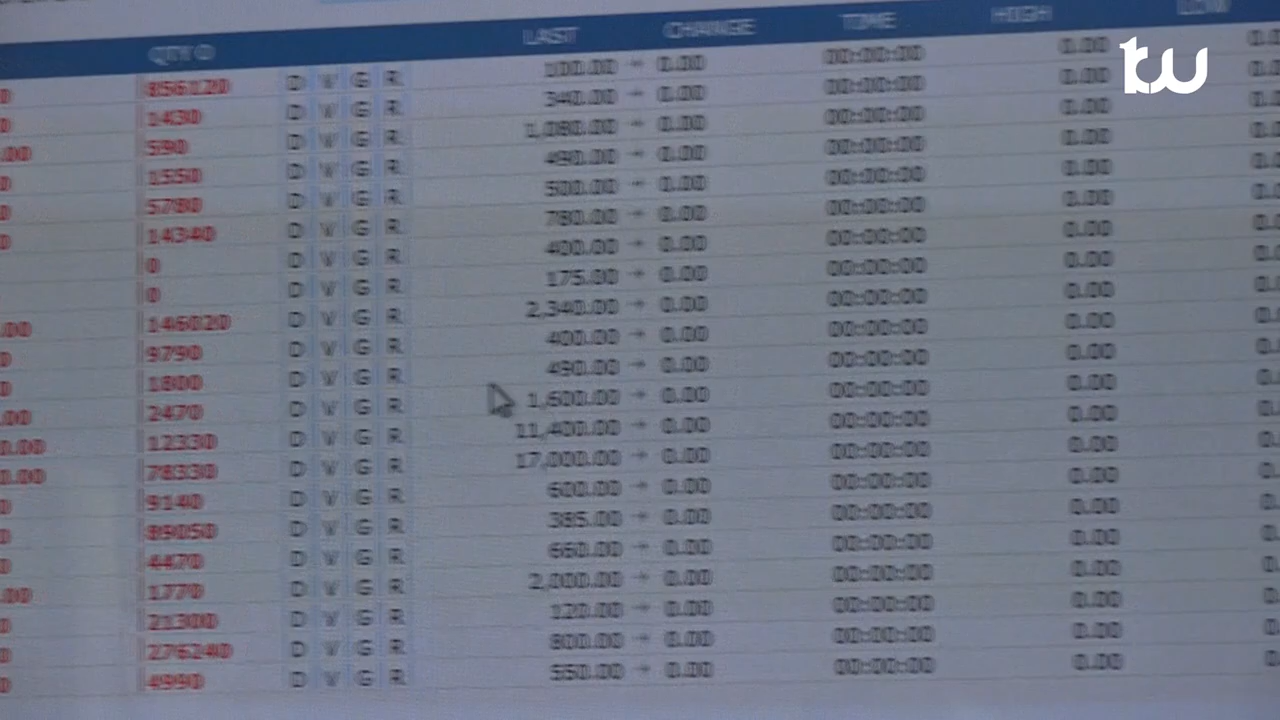 QTY O LAST CHANGE TIME HIGH LOW
tw
856120 D V G R 100.00 0.00 00:00:00 0.00
1430 D V G R 340.00 0.00 00:00:00 0.00
590 D V G R 1,080.00 0.00 00:00:00 0.00
1550 D V G R 490.00 0.00 00:00:00 0.00
5780 D V G R 500.00 0.00 00:00:00 0.00
14340 D V G R 780.00 0.00 00:00:00 0.00
0 D V G R 400.00 0.00 00:00:00 0.00
0 D V G R 175.00 0.00 00:00:00 0.00
146020 D V G R 2,340.00 0.00 00:00:00 0.00
9790 D V G R 400.00 0.00 00:00:00 0.00
1800 D V G R 490.00 0.00 00:00:00 0.00
2470 D V G R 1,600.00 0.00 00:00:00 0.00
12330 D V G R 11,400.00 0.00 00:00:00 0.00
78330 D V G R 17,000.00 0.00 00:00:00 0.00
9140 D V G R 600.00 0.00 00:00:00 0.00
89050 D V G R 385.00 0.00 00:00:00 0.00
4470 D V G R 660.00 0.00 00:00:00 0.00
1770 D V G R 2,000.00 0.00 00:00:00 0.00
21300 D V G R 120.00 0.00 00:00:00 0.00
276240 D V G R 800.00 0.00 00:00:00 0.00
4990 D V G R 550.00 0.00 00:00:00 0.00